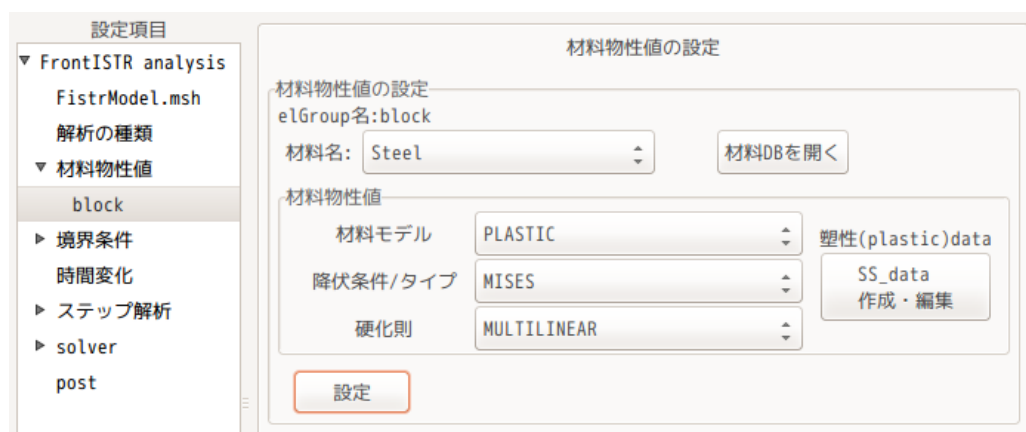 設定項目
FrontISTR analysis
FistrModel.msh
解析の種類
材料物性値
block
境界条件
時間変化
ステップ解析
solver
post
材料物性値の設定
材料物性値の設定
elGroup名:block
材料名: Steel 材料DBを開く
材料物性値
材料モデル PLASTIC 塑性(plastic)data
降伏条件/タイプ MISES SS_data
作成・編集
硬化則 MULTILINEAR
設定